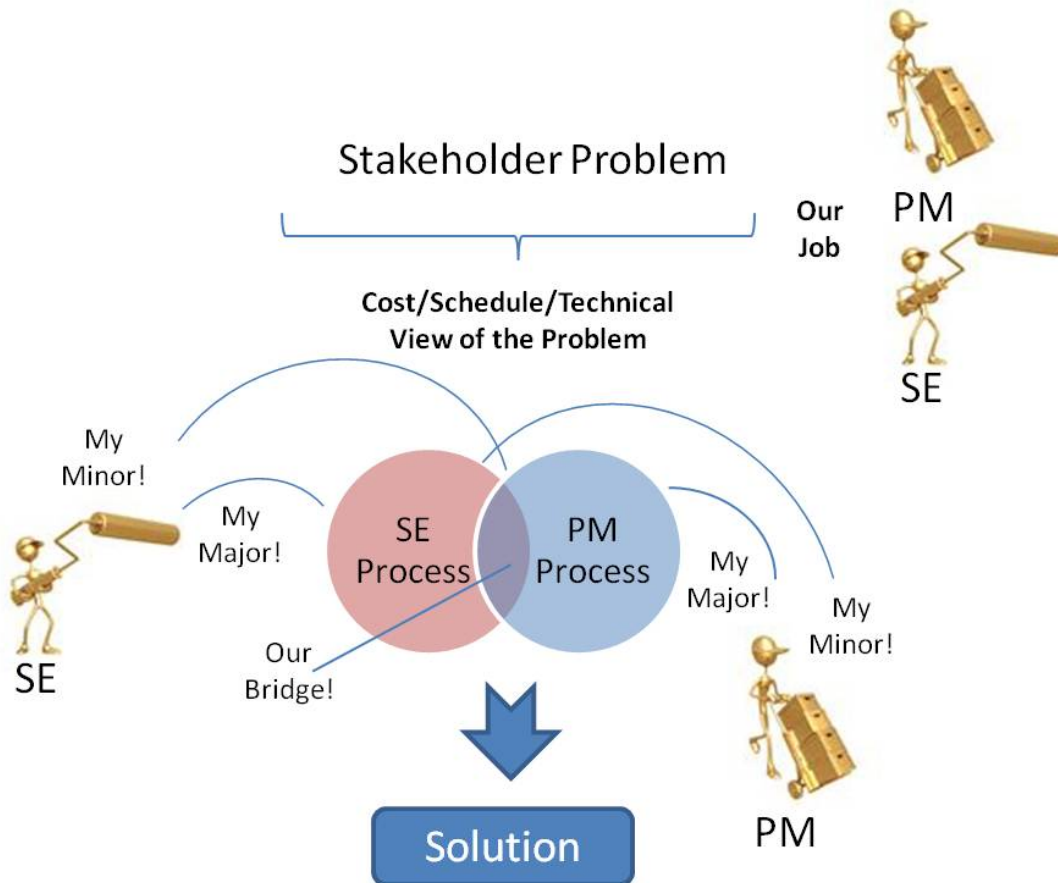 Stakeholder Problem
Our
Job
PM
SE
Cost/Schedule/Technical
View of the Problem
My
Minor!
My
Major!
SE
Process
PM
Process
My
Major!
My
Minor!
Our
Bridge!
SE
PM
Solution